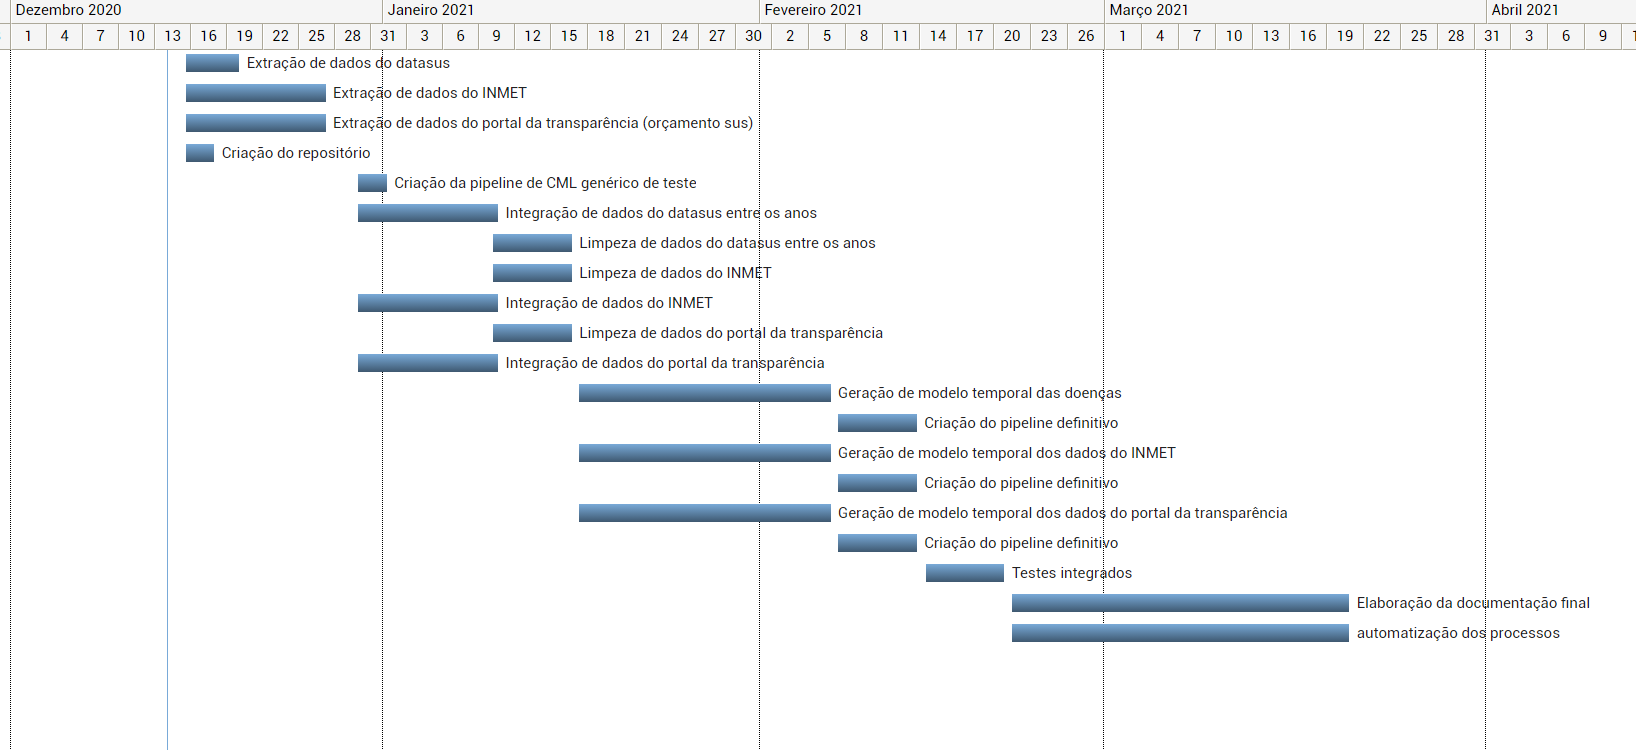 Dezembro 2020 Janeiro 2021 Fevereiro 2021 Março 2021 Abril 2021
1 4 7 10 13 16 19 22 25 28 31 3 6 9 12 15 18 21 24 27 30 2 5 8 11 14 17 20 23 26 1 4 7 10 13 16 19 22 25 28 31 3 6 9
Extração de dados do datasus
Extração de dados do INMET
Extração de dados do portal da transparência (orçamento sus)
Criação do repositório
Criação da pipeline de CML genérico de teste
Integração de dados do datasus entre os anos
Limpeza de dados do datasus entre os anos
Limpeza de dados do INMET
Integração de dados do INMET
Limpeza de dados do portal da transparência
Integração de dados do portal da transparência
Geração de modelo temporal das doenças
Criação do pipeline definitivo
Geração de modelo temporal dos dados do INMET
Criação do pipeline definitivo
Geração de modelo temporal dos dados do portal da transparência
Criação do pipeline definitivo
Testes integrados
Elaboração da documentação final
automatização dos processos